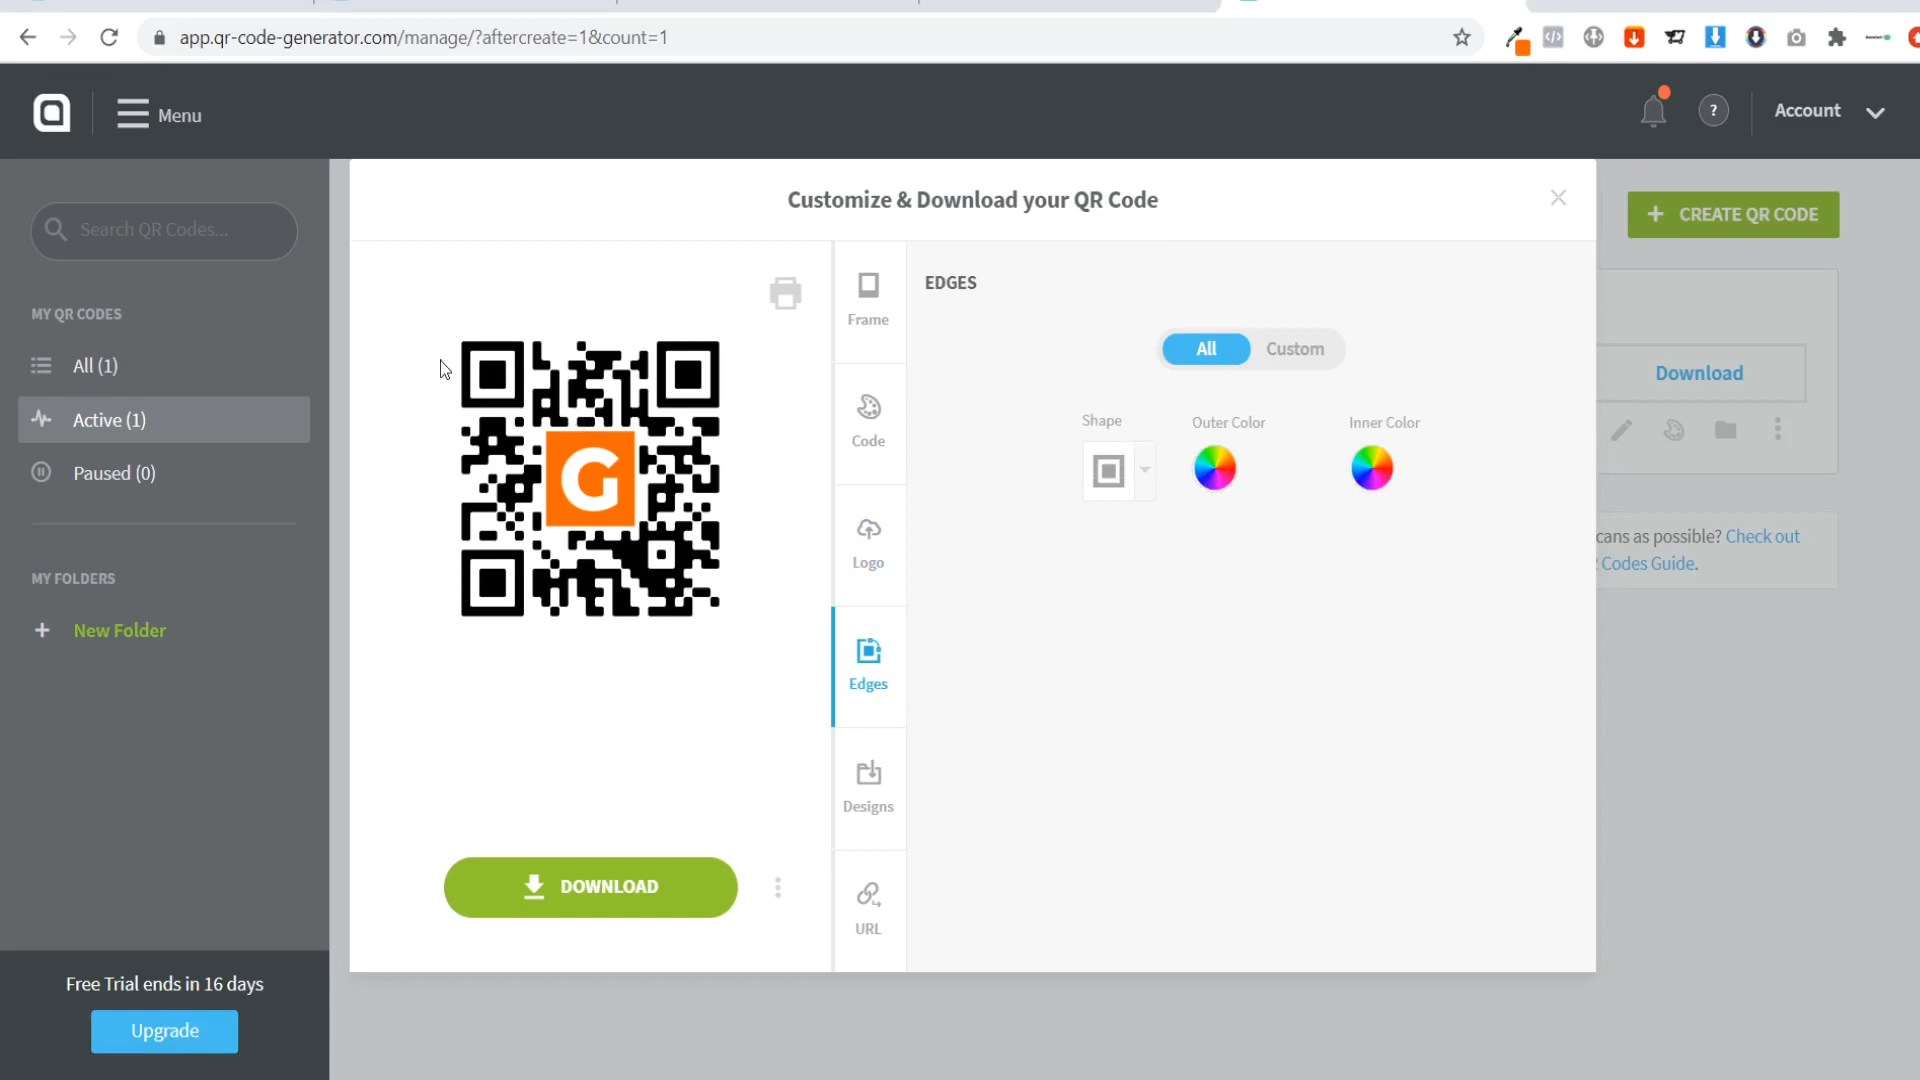 app.qr-code-generator.com/manage/?aftercreate=1&count=1
Menu
?
Account
Search QR Codes...
MY QR CODES
All (1)
Active (1)
Paused (0)
MY FOLDERS
+ New Folder
Free Trial ends in 16 days
Upgrade
Customize & Download your QR Code
G
DOWNLOAD
Frame
Code
Logo
Edges
Designs
URL
EDGES
All Custom
Shape Outer Color Inner Color
+ CREATE QR CODE
Download
cans as possible? Check out
Codes Guide.